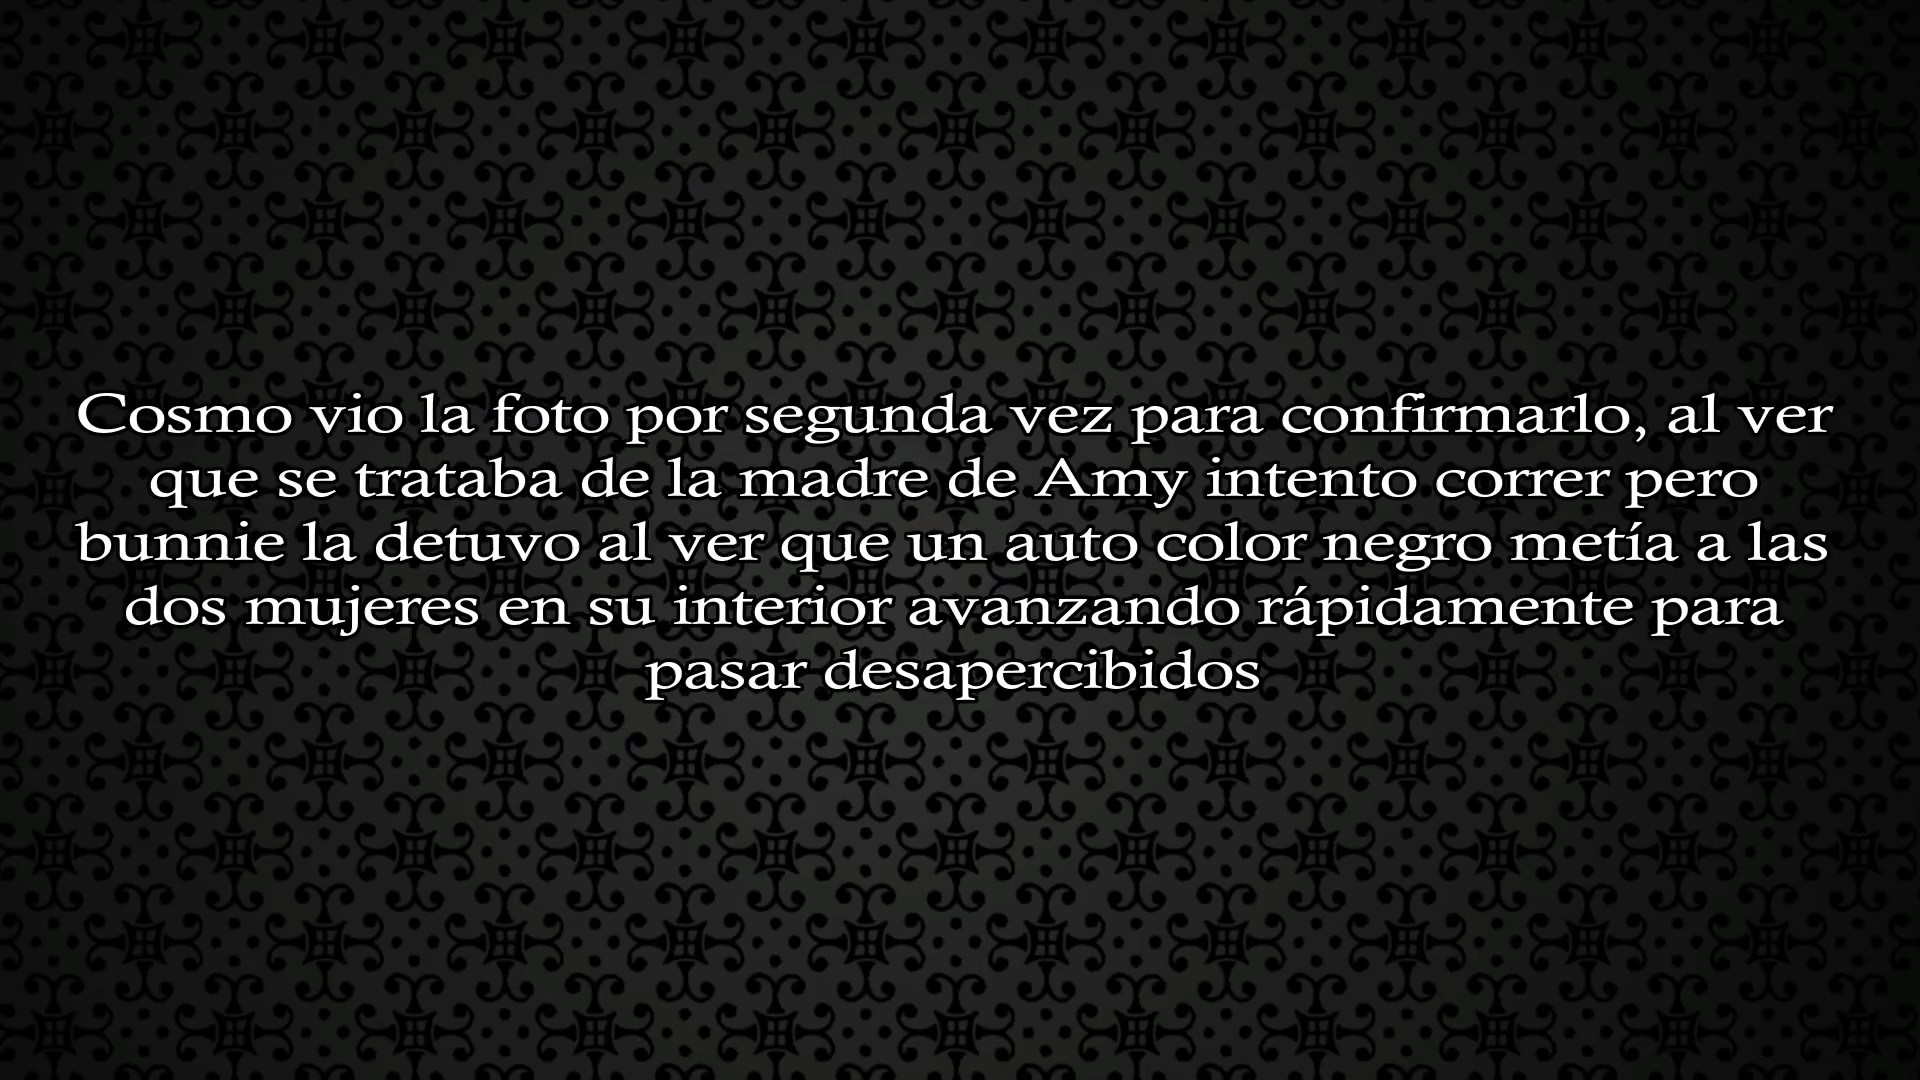 Cosmo vio la foto por segunda vez para confirmarlo, al ver
que se trataba de la madre de Amy intento correr pero
bunnie la detuvo al ver que un auto color negro metía a las
dos mujeres en su interior avanzando rápidamente para
pasar desapercibidos